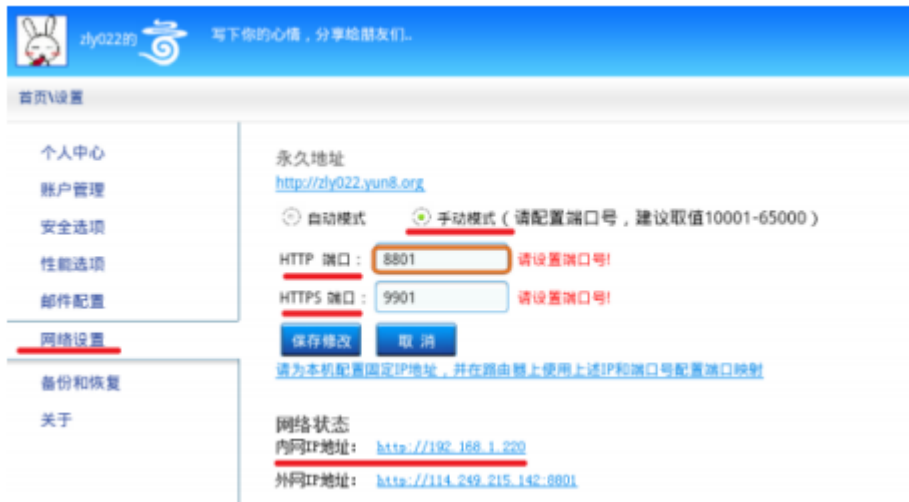 zly022的
写下你的心情，分享给朋友们..
首页\设置
个人中心
账户管理
安全选项
性能选项
邮件配置
网络设置
备份和恢复
关于
永久地址
http://zly022.yun8.org
自动模式 手动模式（请配置端口号，建议取值10001-65000）
HTTP 端口： 8801 请设置端口号!
HTTPS 端口： 9901 请设置端口号!
保存修改 取 消
请为本机配置固定IP地址，并在路由器上使用上述IP和端口号配置端口映射
网络状态
内网IP地址： http://192.168.1.220
外网IP地址： http://114.249.215.142:8801